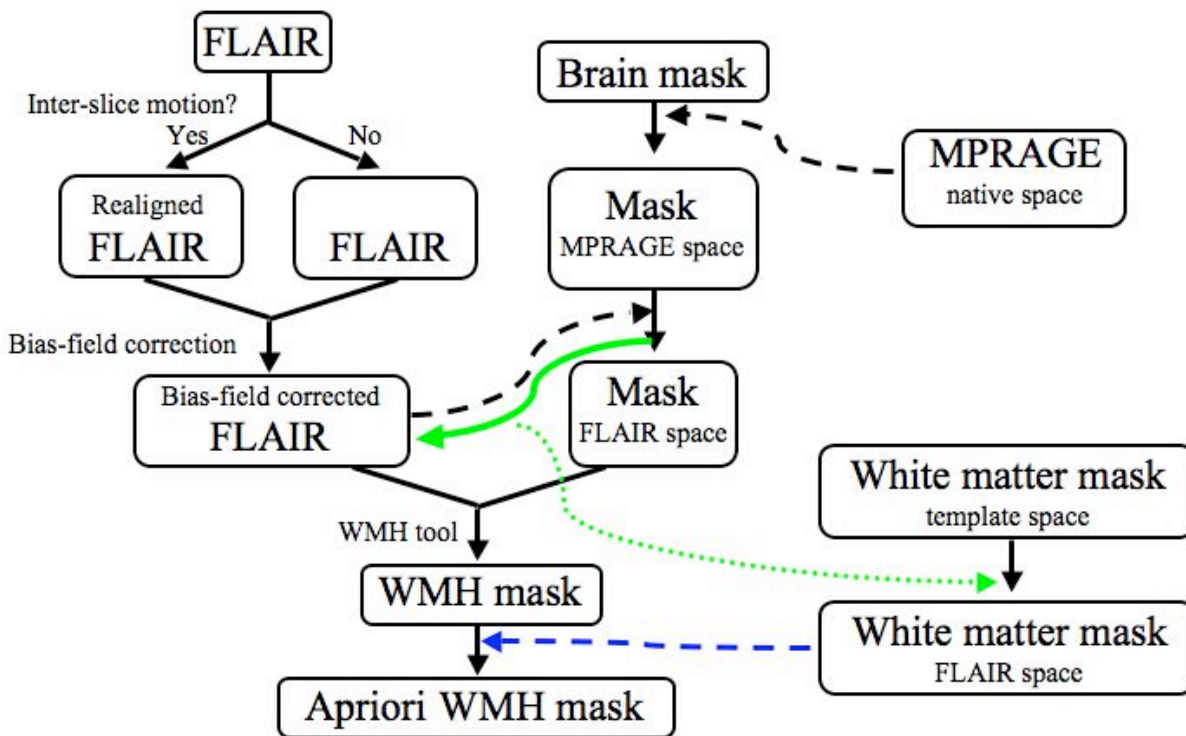 FLAIR
Inter-slice motion?
Yes
No
Realigned
FLAIR
FLAIR
Bias-field correction
Bias-field corrected
FLAIR
Brain mask
MPRAGE
native space
Mask
MPRAGE space
Mask
FLAIR space
WMH tool
WMH mask
Apriori WMH mask
White matter mask
template space
White matter mask
FLAIR space